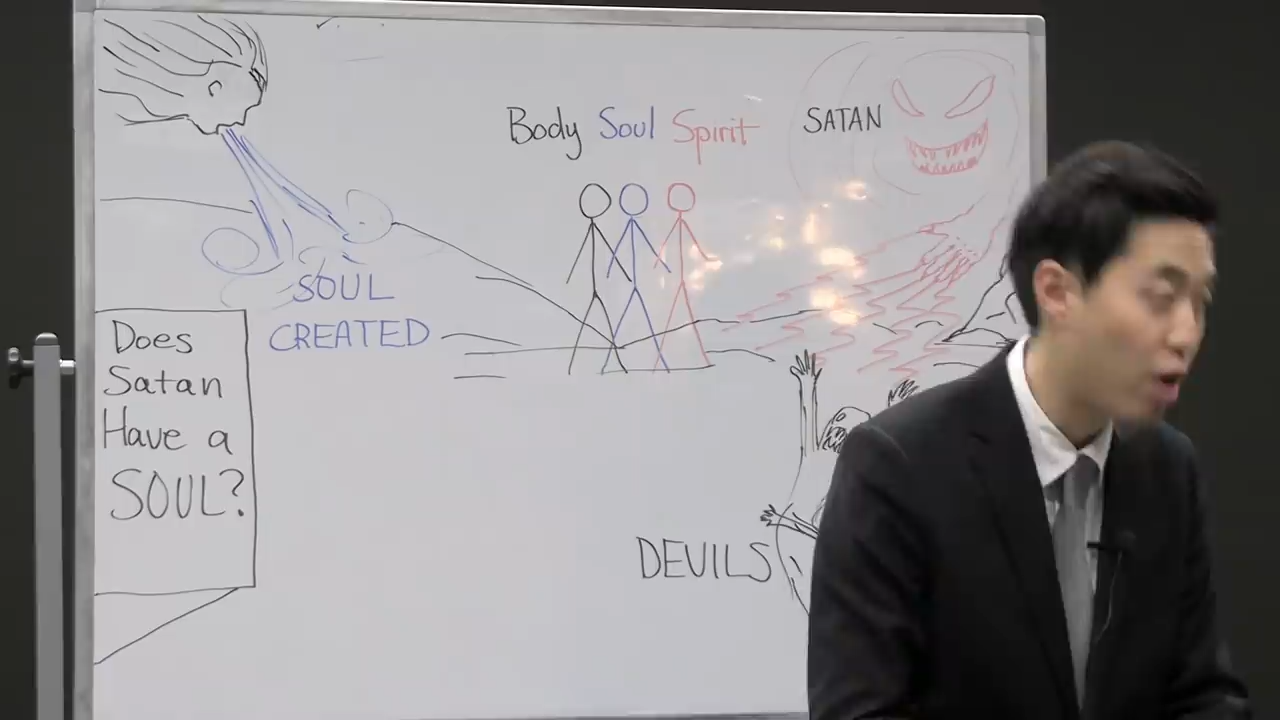 Body Soul Spirit
SATAN
SOUL
CREATED
Does
Satan
Have a
SOUL?
DEVILS